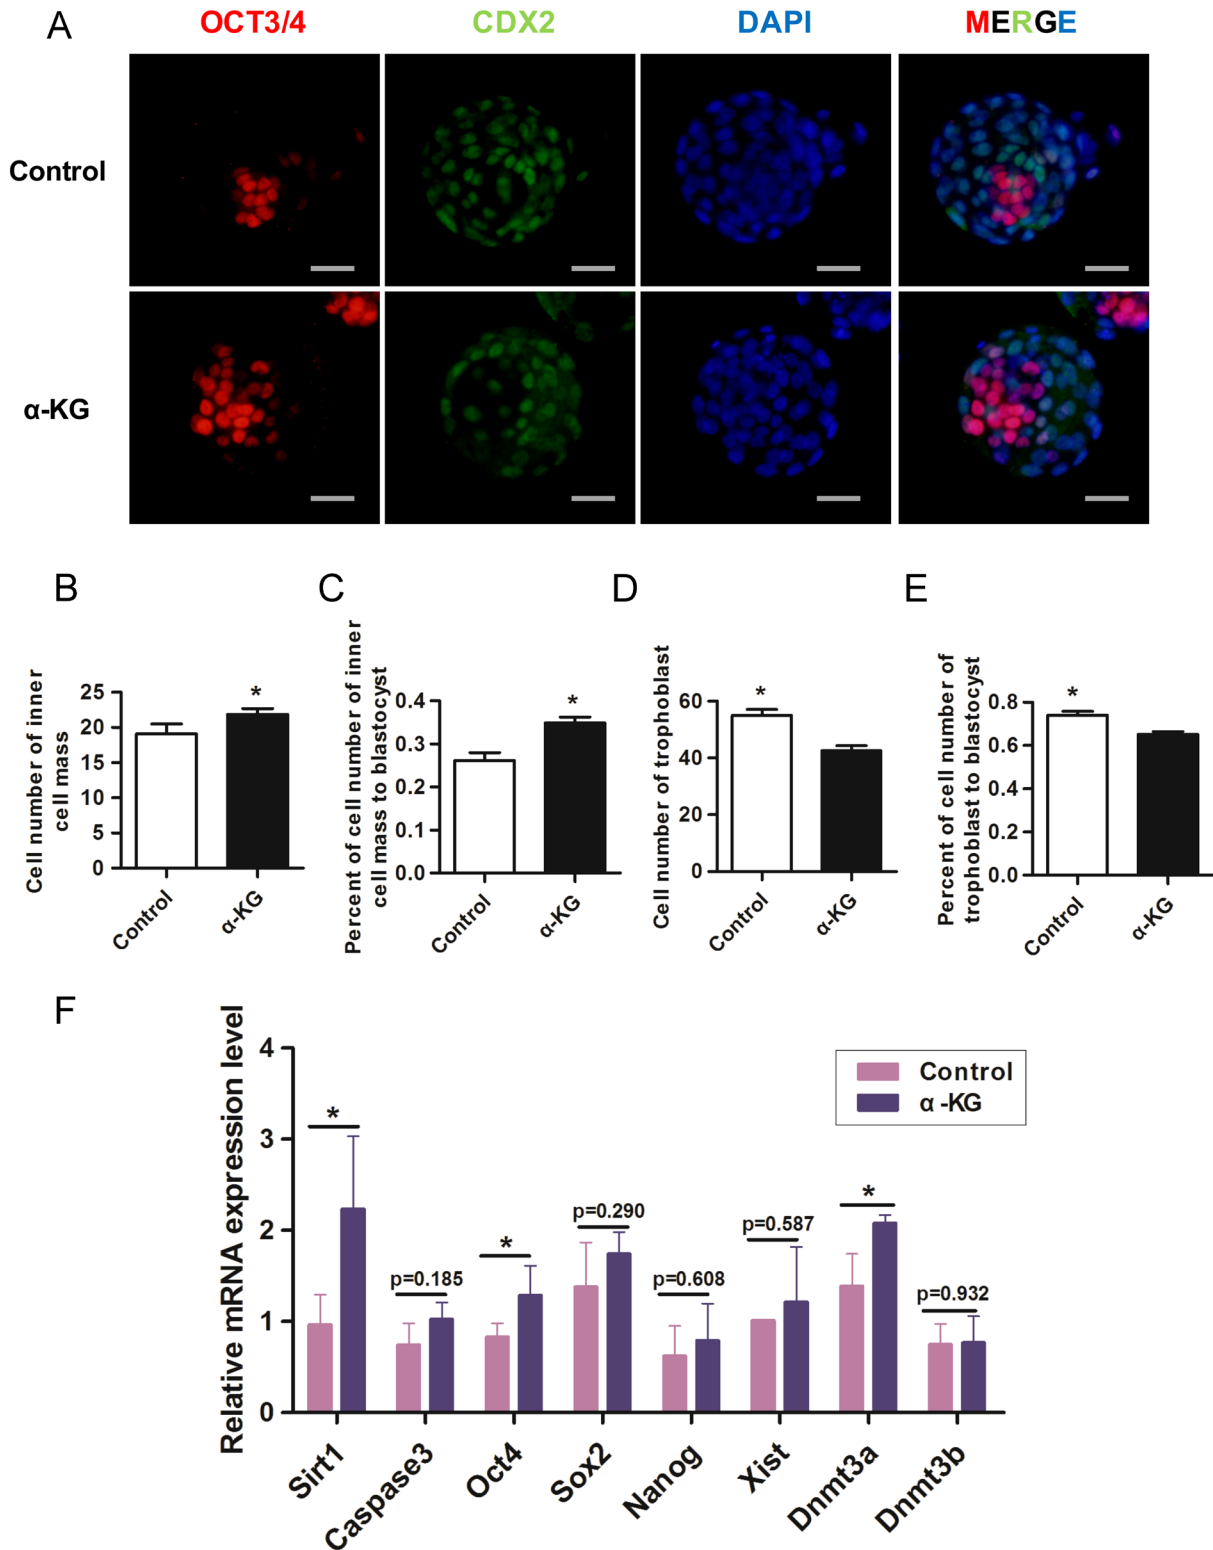 A
OCT3/4 CDX2 DAPI MERGE
Control
α-KG
B
Cell number of inner
cell mass
25
20
15
10
5
0
Control α-KG
C
Percent of cell number of inner
cell mass to blastocyst
0.4
0.3
0.2
0.1
0.0
*
Control α-KG
D
Cell number of trophoblast
60
40
20
0
*
Control α-KG
E
Percent of cell number of
trophoblast to blastocyst
0.8
0.6
0.4
0.2
0.0
*
Control α-KG
F
Relative mRNA expression level
4
3
2
1
0
*
p=0.185
*
p=0.290
p=0.608
p=0.587
*
p=0.932
Control
α-KG
Sirt1 Caspase3 Oct4 Sox2 Nanog Xist Dnmt3a Dnmt3b